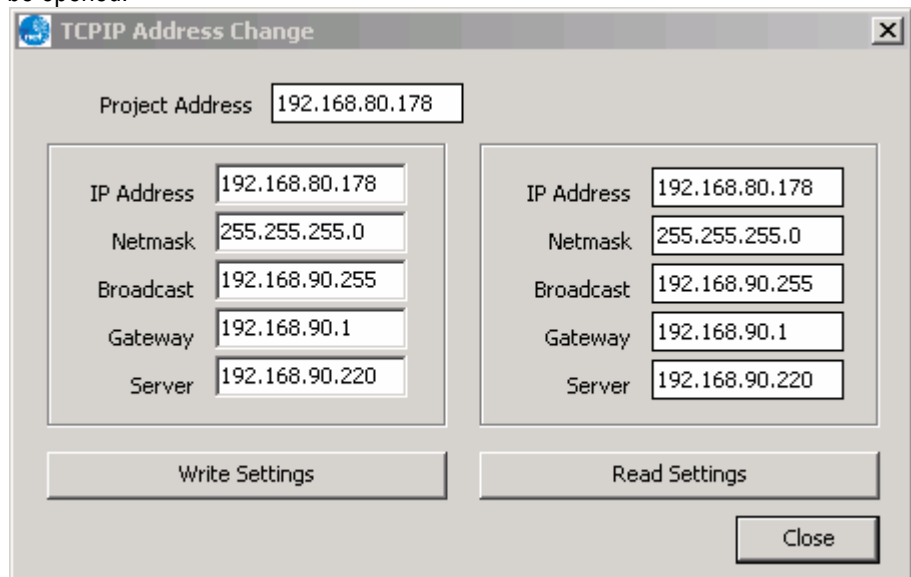 be opened.
TCPIP Address Change
Project Address 192.168.80.178
IP Address 192.168.80.178
Netmask 255.255.255.0
Broadcast 192.168.90.255
Gateway 192.168.90.1
Server 192.168.90.220
IP Address 192.168.80.178
Netmask 255.255.255.0
Broadcast 192.168.90.255
Gateway 192.168.90.1
Server 192.168.90.220
Write Settings
Read Settings
Close